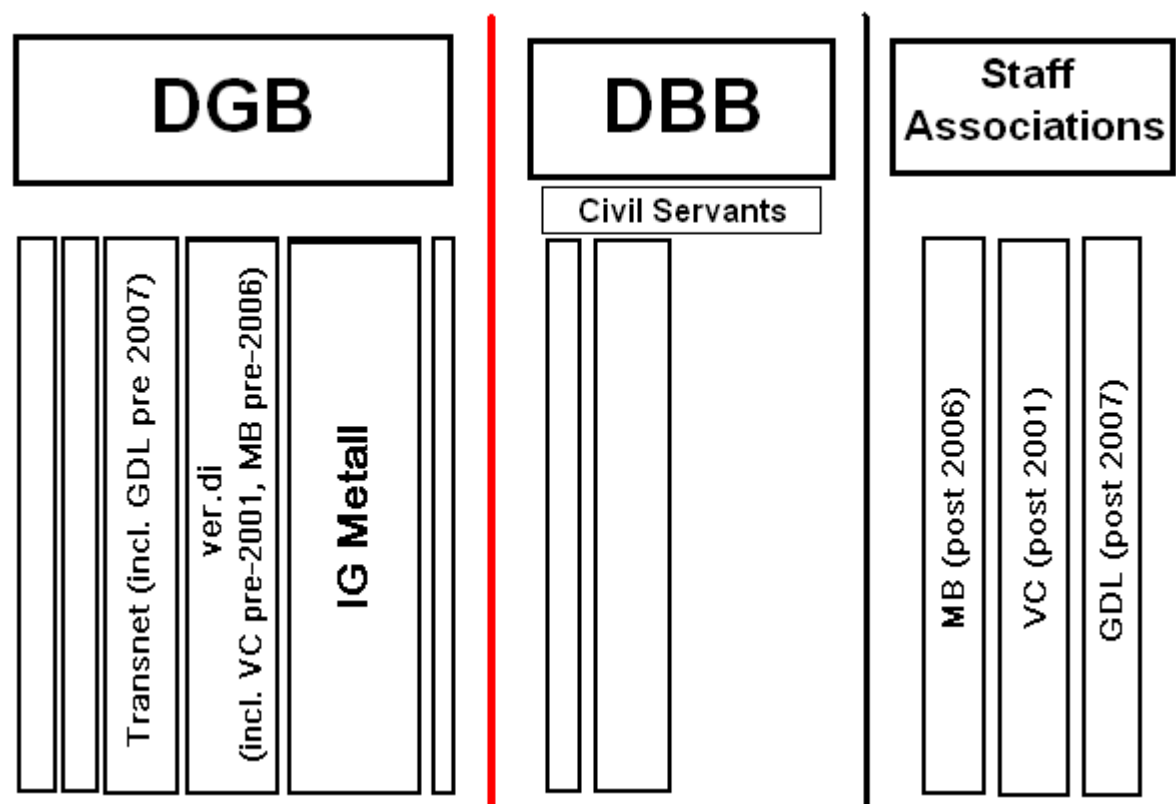 DGB
DBB
Staff
Associations
Civil Servants
Transnet (incl. GDL pre 2007)
ver.di
(incl. VC pre-2001, MB pre-2006)
IG Metall
MB (post 2006)
VC (post 2001)
GDL (post 2007)